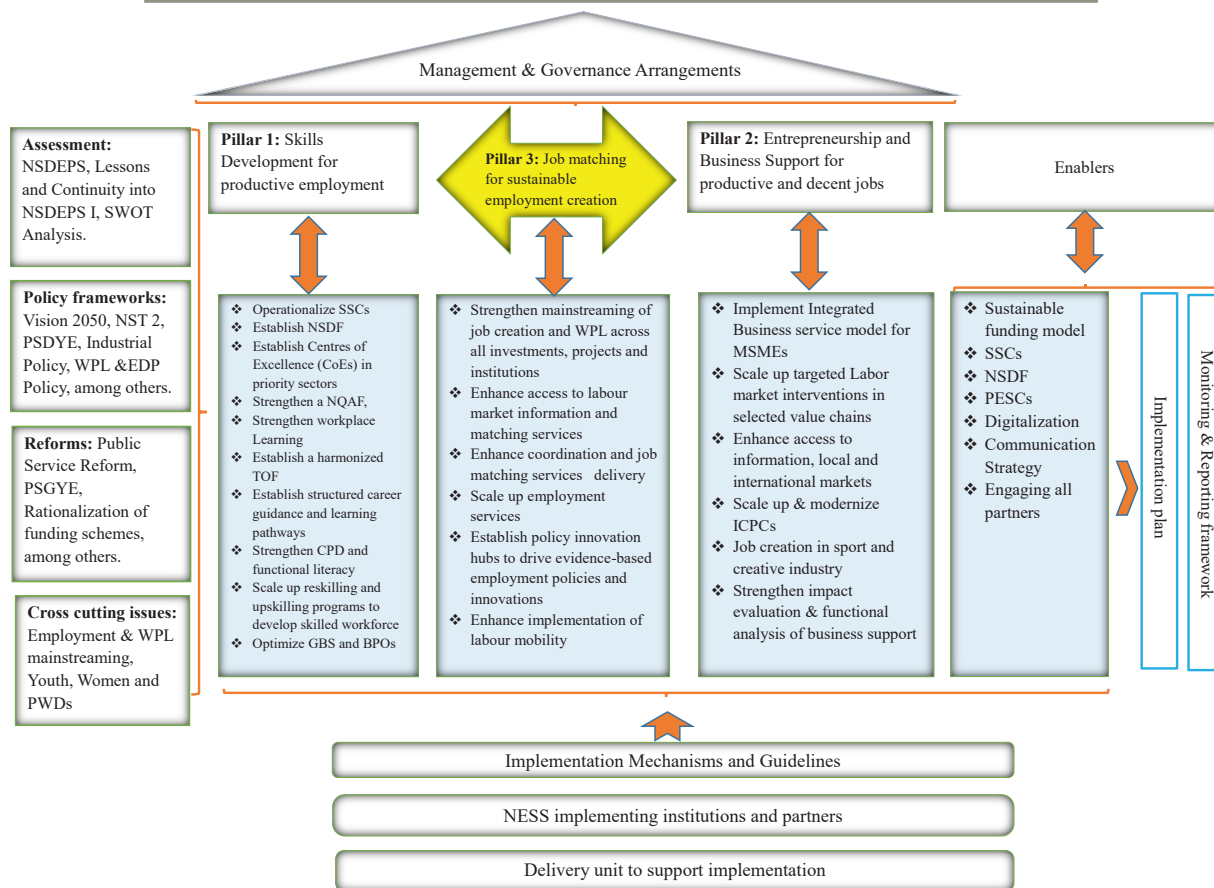 Management & Governance Arrangements
Assessment:
NSDEPS, Lessons
and Continuity into
NSDEPS I, SWOT
Analysis.
Policy frameworks:
Vision 2050, NST 2,
PSDYE, Industrial
Policy, WPL &EDP
Policy, among others.
Reforms: Public
Service Reform,
PSGYE,
Rationalization of
funding schemes,
among others.
Cross cutting issues:
Employment & WPL
mainstreaming,
Youth, Women and
PWDs
Pillar 1: Skills
Development for
productive employment
❖ Operationalize SSCs
❖ Establish NSDF
❖ Establish Centres of
Excellence (CoEs) in
priority sectors
❖ Strengthen a NQAF,
❖ Strengthen workplace
Learning
❖ Establish a harmonized
TOF
❖ Establish structured career
guidance and learning
pathways
❖ Strengthen CPD and
functional literacy
❖ Scale up reskilling and
upskilling programs to
develop skilled workforce
❖ Optimize GBS and BPOs
Pillar 3: Job matching
for sustainable
employment creation
❖ Strengthen mainstreaming of
job creation and WPL across
all investments, projects and
institutions
❖ Enhance access to labour
market information and
matching services
❖ Enhance coordination and job
matching services delivery
❖ Scale up employment
services
❖ Establish policy innovation
hubs to drive evidence-based
employment policies and
innovations
❖ Enhance implementation of
labour mobility
Pillar 2: Entrepreneurship and
Business Support for
productive and decent jobs
❖ Implement Integrated
Business service model for
MSMEs
❖ Scale up targeted Labor
market interventions in
selected value chains
❖ Enhance access to
information, local and
international markets
❖ Scale up & modernize
ICPCs
❖ Job creation in sport and
creative industry
❖ Strengthen impact
evaluation & functional
analysis of business support
Enablers
❖ Sustainable
funding model
❖ SSCs
❖ NSDF
❖ PESCs
❖ Digitalization
❖ Communication
Strategy
❖ Engaging all
partners
Implementation plan
Monitoring & Reporting framework
Implementation Mechanisms and Guidelines
NESS implementing institutions and partners
Delivery unit to support implementation